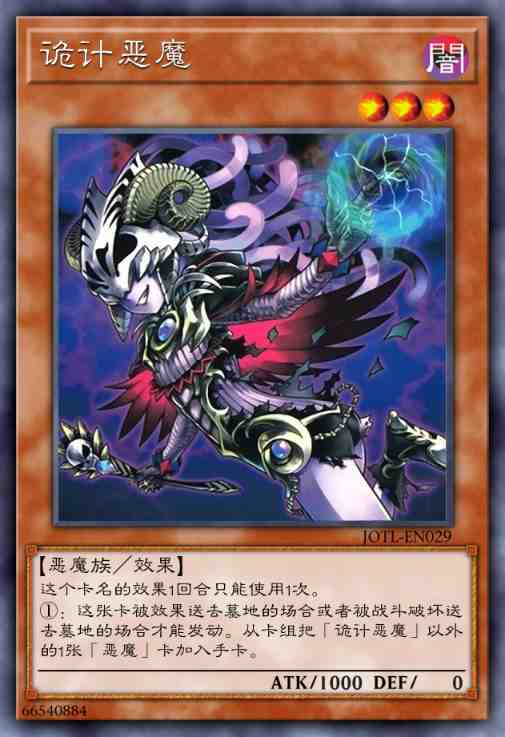 诡计恶魔
闇
JOTL-EN029
【恶魔族／效果】
这个卡名的效果1回合只能使用1次。
①：这张卡被效果送去墓地的场合或者被战斗破坏送
去墓地的场合才能发动。从卡组把「诡计恶魔」以外
的1张「恶魔」卡加入手卡。
ATK/1000 DEF/ 0
66540884